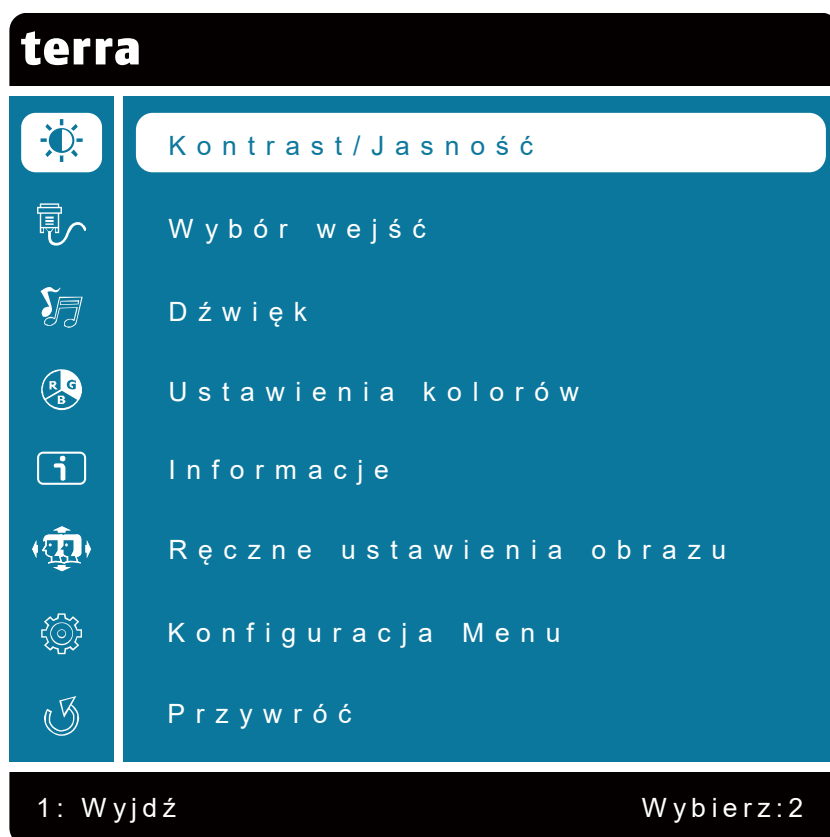 terra
Kontrast/Jasność
Wybór wejść
Dźwięk
R G B
Ustawienia kolorów
i
Informacje
Ręczne ustawienia obrazu
Konfiguracja Menu
Przywróć
1: Wyjdź Wybierz:2